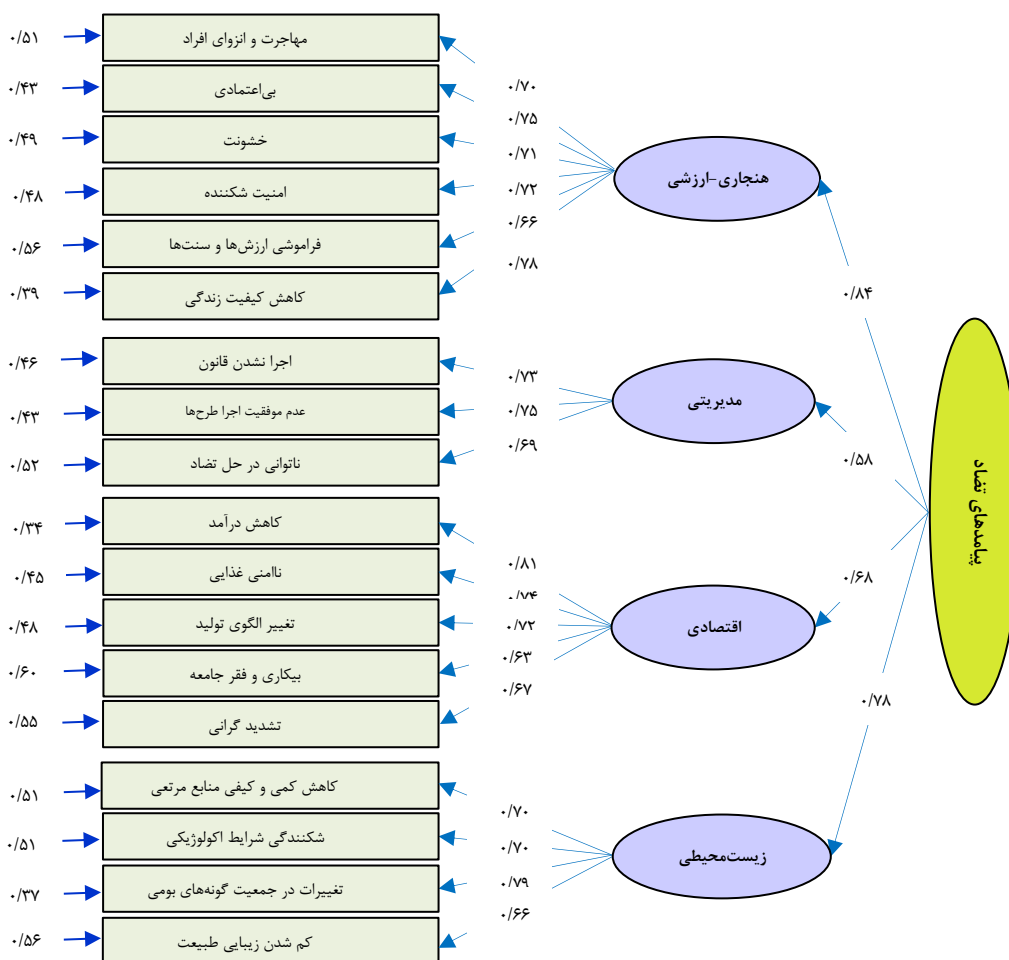 مهاجرت و انزوای افراد
بی‌اعتمادی
خشونت
امنیت شکننده
فراموشی ارزش‌ها و سنت‌ها
کاهش کیفیت زندگی
اجرا نشدن قانون
عدم موفقیت اجرا طرح‌ها
ناتوانی در حل تضاد
کاهش درآمد
ناامنی غذایی
تغییر الگوی تولید
بیکاری و فقر جامعه
تشدید گرانی
کاهش کمی و کیفی منابع مرتعی
شکنندگی شرایط اکولوژیکی
تغییرات در جمعیت گونه‌های بومی
کم شدن زیبایی طبیعت
۰/۵۱
۰/۴۳
۰/۴۹
۰/۴۸
۰/۵۶
۰/۳۹
۰/۴۶
۰/۴۳
۰/۵۲
۰/۳۴
۰/۴۵
۰/۴۸
۰/۶۰
۰/۵۵
۰/۵۱
۰/۵۱
۰/۳۷
۰/۵۶
۰/۷۰
۰/۷۵
۰/۷۱
۰/۷۲
۰/۶۶
۰/۷۸
۰/۷۳
۰/۷۵
۰/۶۹
۰/۸۱
۰/۷۴
۰/۷۲
۰/۶۳
۰/۶۷
۰/۷۰
۰/۷۰
۰/۷۹
۰/۶۶
هنجاری-ارزشی
مدیریتی
اقتصادی
زیست‌محیطی
۰/۸۴
۰/۵۸
۰/۶۸
۰/۷۸
پیامدهای تضاد